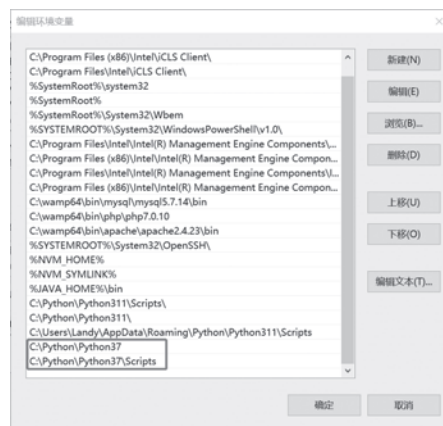 编辑环境变量
C:\Program Files (x86)\Intel\iCLS Client\
C:\Program Files\Intel\iCLS Client\
%SystemRoot%\system32
%SystemRoot%
%SystemRoot%\System32\Wbem
%SYSTEMROOT%\System32\WindowsPowerShell\v1.0\
C:\Program Files\Intel\Intel(R) Management Engine Components\...
C:\Program Files (x86)\Intel\Intel(R) Management Engine Compon...
C:\Program Files\Intel\Intel(R) Management Engine Components\I...
C:\Program Files (x86)\Intel\Intel(R) Management Engine Compon...
C:\wamp64\bin\mysql\mysql5.7.14\bin
C:\wamp64\bin\php\php7.0.10
C:\wamp64\bin\apache\apache2.4.23\bin
%SYSTEMROOT%\System32\OpenSSH\
%NVM_HOME%
%NVM_SYMLINK%
%JAVA_HOME%\bin
C:\Python\Python311\Scripts\
C:\Python\Python311\
C:\Users\Landy\AppData\Roaming\Python\Python311\Scripts
C:\Python\Python37
C:\Python\Python37\Scripts
新建(N)
编辑(E)
浏览(B)...
删除(D)
上移(U)
下移(O)
编辑文本(T)...
确定
取消